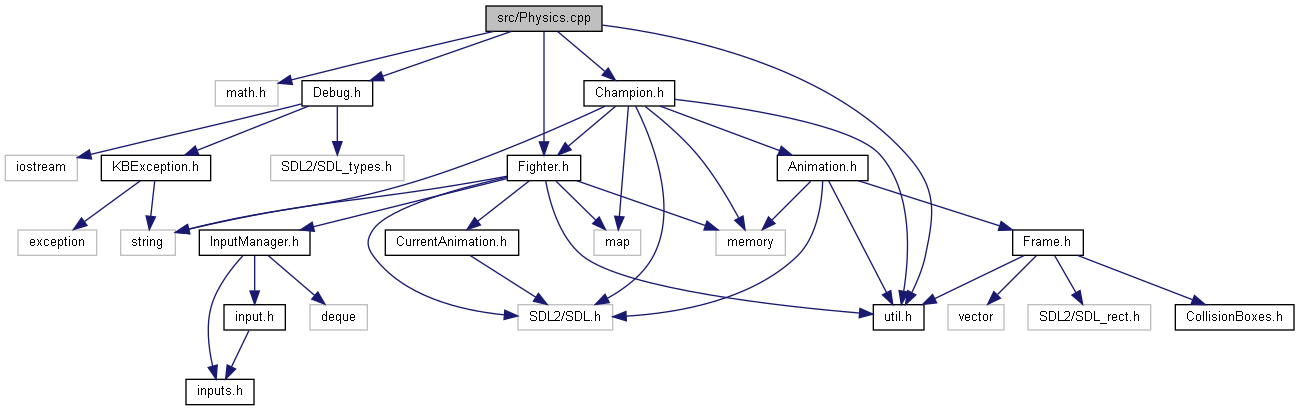 src/Physics.cpp
math.h
Debug.h
Champion.h
iostream
KBException.h
SDL2/SDL_types.h
Fighter.h
Animation.h
exception
string
InputManager.h
CurrentAnimation.h
map
memory
Frame.h
input.h
deque
SDL2/SDL.h
util.h
vector
SDL2/SDL_rect.h
CollisionBoxes.h
inputs.h